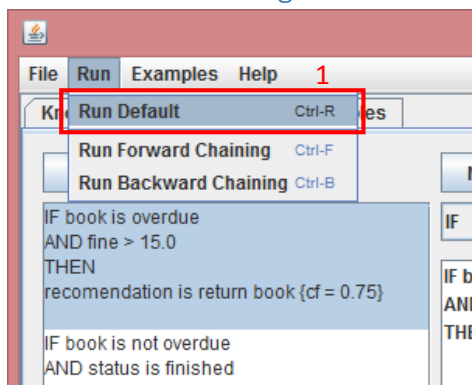 File Run Examples Help 1
Run Default Ctrl-R
Run Forward Chaining Ctrl-F
Run Backward Chaining Ctrl-B
IF book is overdue
AND fine > 15.0
THEN
recomendation is return book {cf = 0.75}
IF book is not overdue
AND status is finished
IF